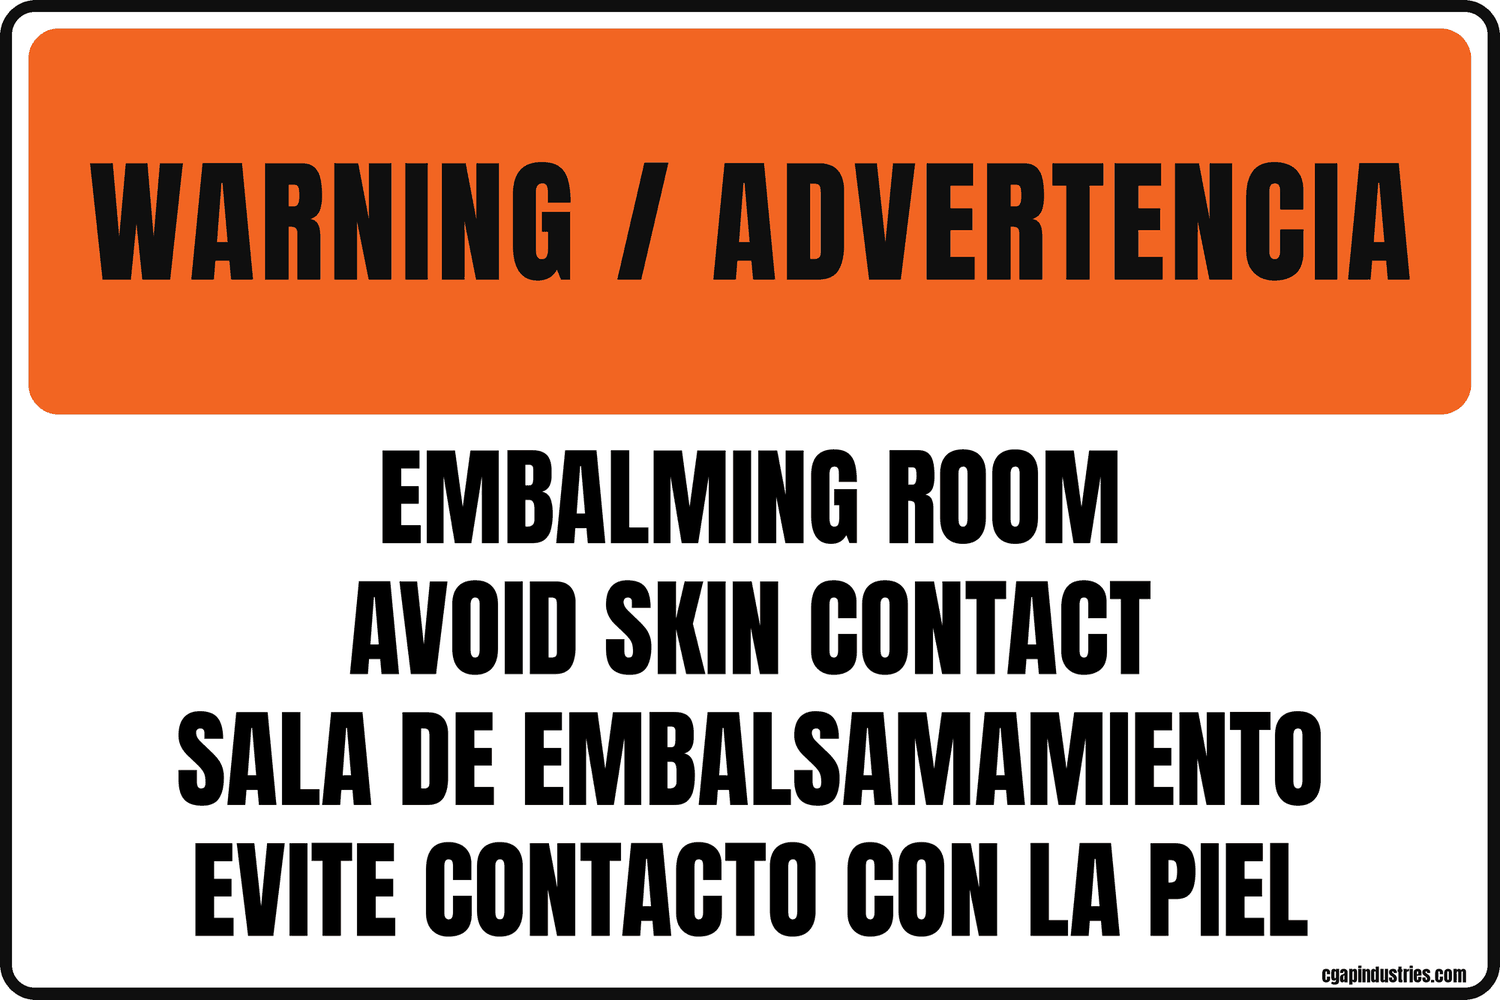 WARNING / ADVERTENCIA
EMBALMING ROOM
AVOID SKIN CONTACT
SALA DE EMBALSAMAMIENTO
EVITE CONTACTO CON LA PIEL
cgapindustries.com